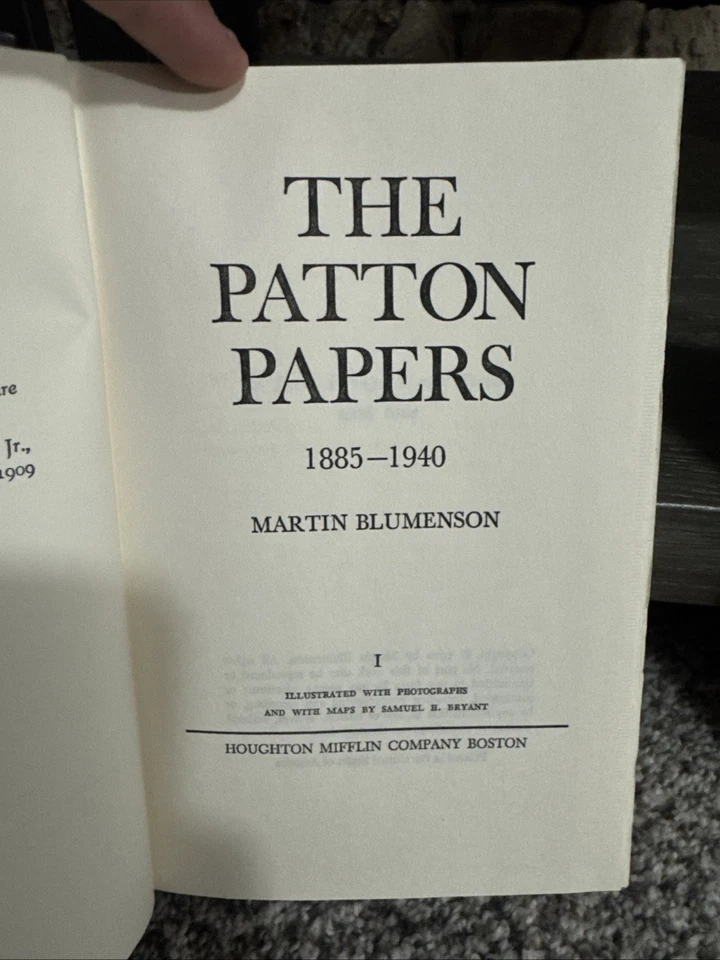 re
Jr.,
1909
THE
PATTON
PAPERS
1885–1940
MARTIN BLUMENSON
I
ILLUSTRATED WITH PHOTOGRAPHS
AND WITH MAPS BY SAMUEL H. BRYANT
HOUGHTON MIFFLIN COMPANY BOSTON